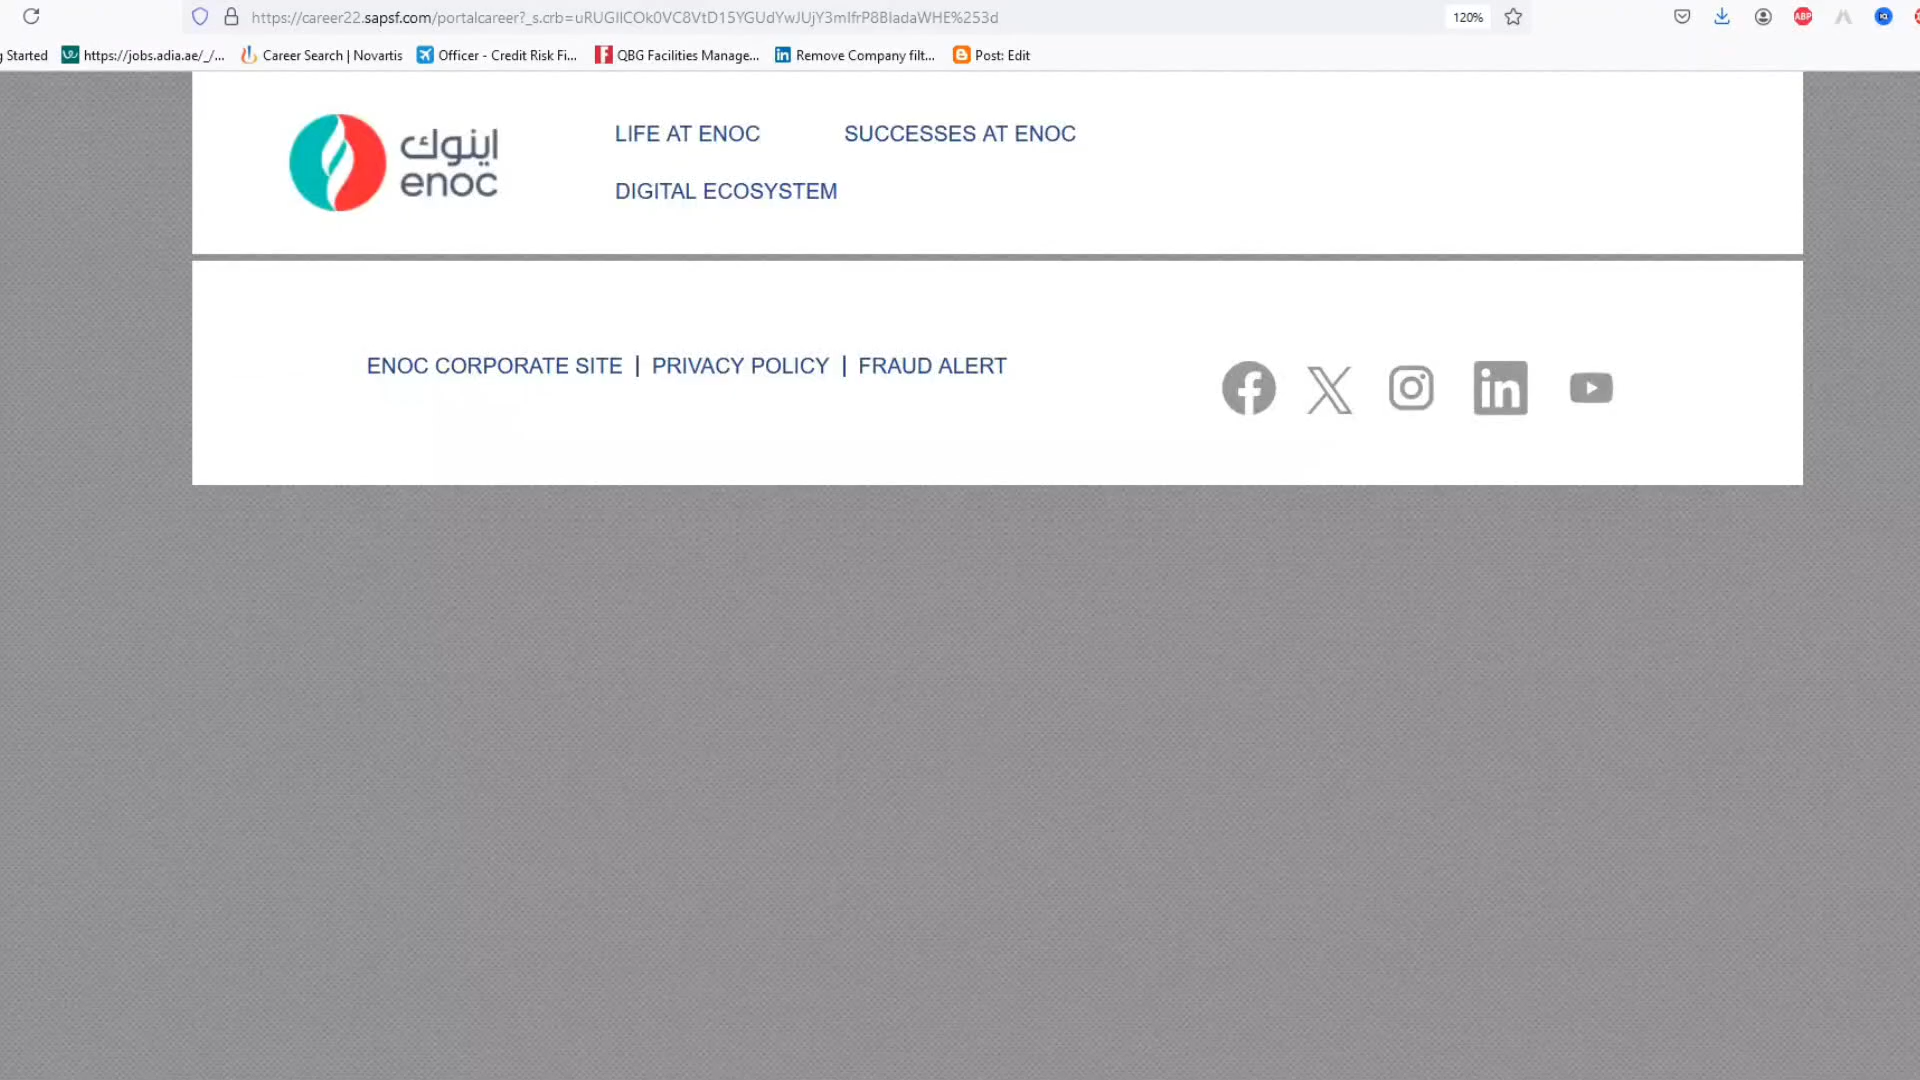 https://career22.sapsf.com/portalcareer?_s.crb=uRUGIlCOk0VC8VtD15YGUdYwJUjY3mIfrP8BIadaWHE%253d
120%
ABP
g Started
https://jobs.adia.ae/_/...
Career Search | Novartis
Officer - Credit Risk Fi...
QBG Facilities Manage...
Remove Company filt...
Post: Edit
اينوك
enoc
LIFE AT ENOC
SUCCESSES AT ENOC
DIGITAL ECOSYSTEM
ENOC CORPORATE SITE | PRIVACY POLICY | FRAUD ALERT